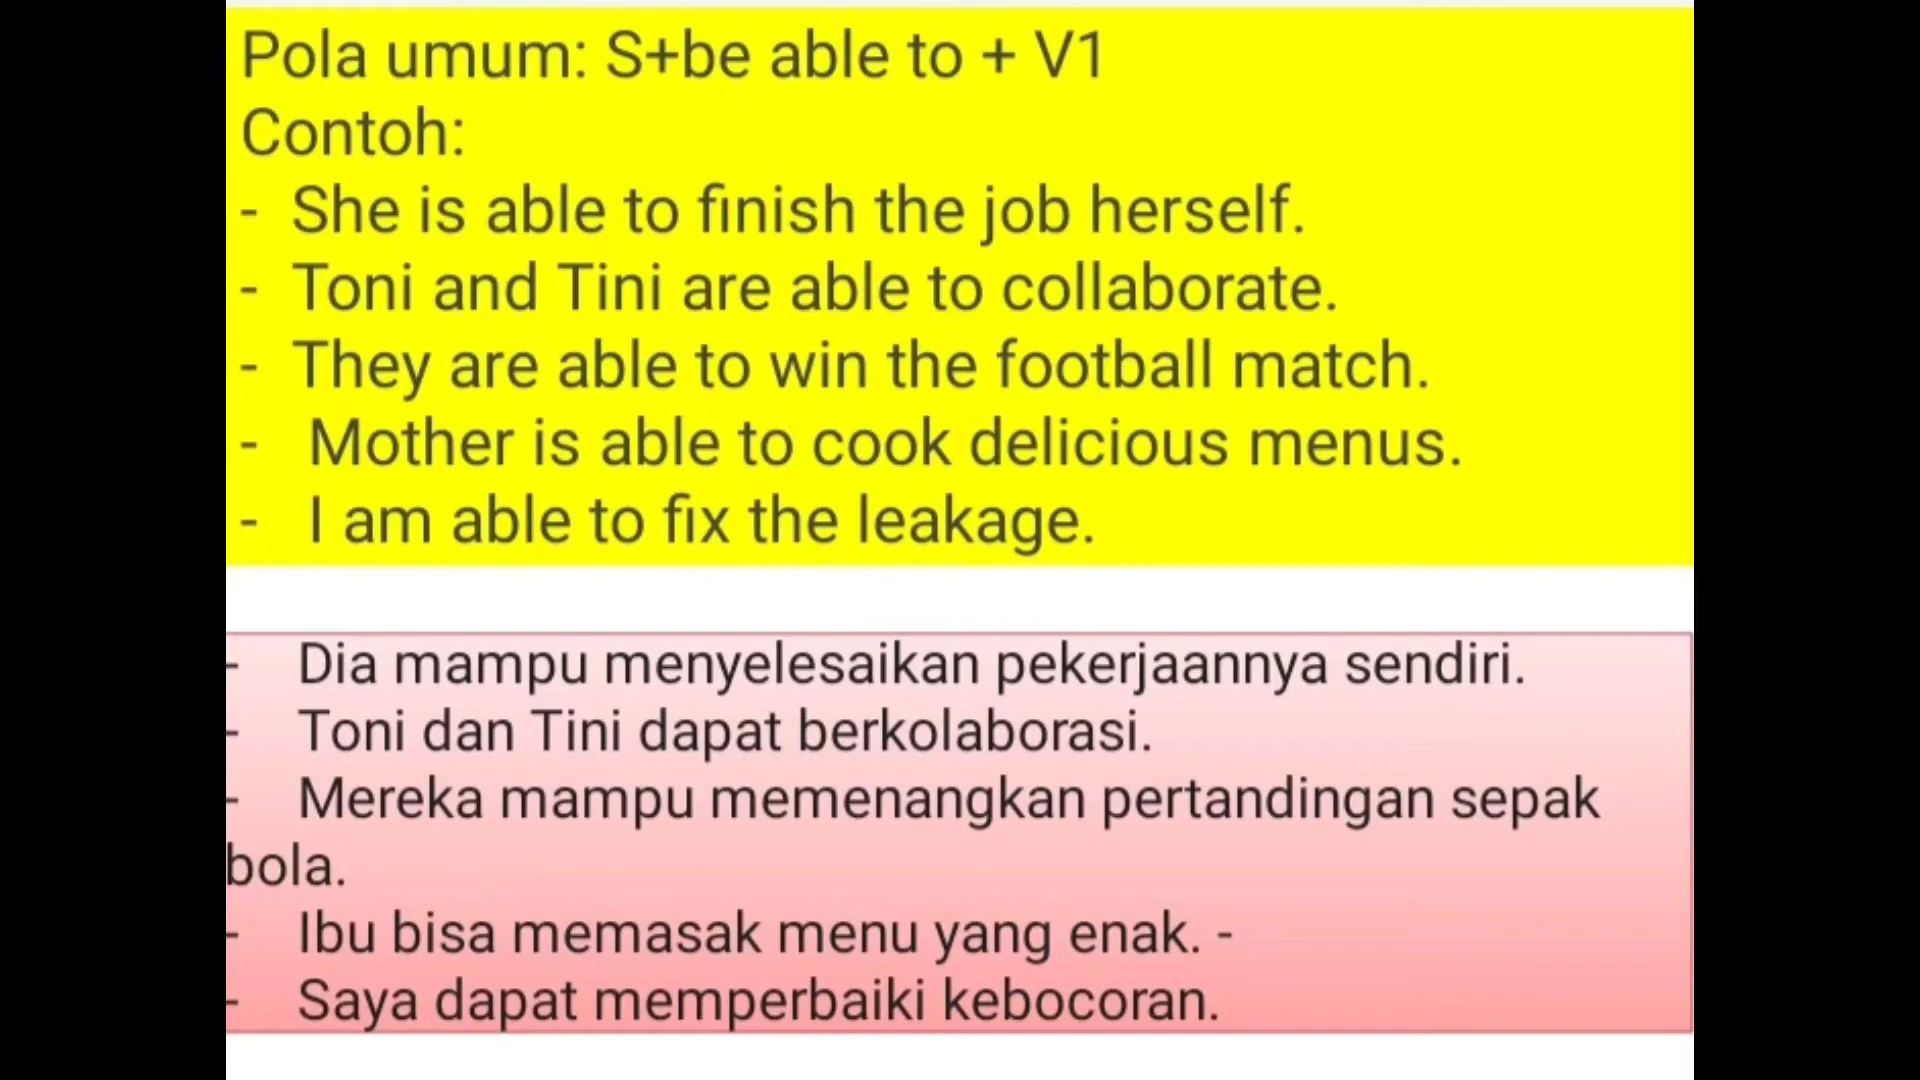 Pola umum: S+be able to + V1
Contoh:
- She is able to finish the job herself.
- Toni and Tini are able to collaborate.
- They are able to win the football match.
- Mother is able to cook delicious menus.
- I am able to fix the leakage.
- Dia mampu menyelesaikan pekerjaannya sendiri.
- Toni dan Tini dapat berkolaborasi.
- Mereka mampu memenangkan pertandingan sepak
bola.
- Ibu bisa memasak menu yang enak. -
- Saya dapat memperbaiki kebocoran.